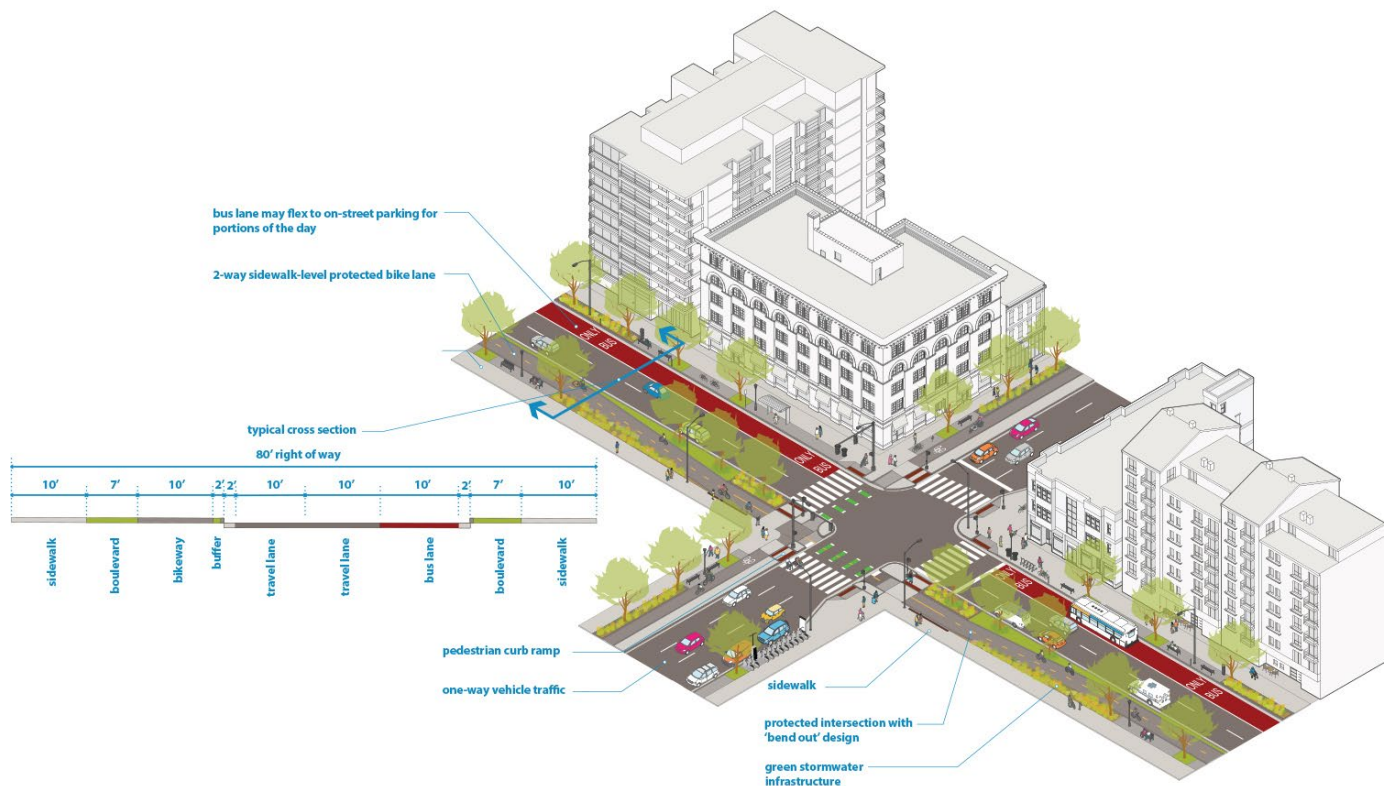 bus lane may flex to on-street parking for
portions of the day
2-way sidewalk-level protected bike lane
ONLY
BUS
typical cross section
80’ right of way
10’ 7’ 10’ 2’ 2’ 10’ 10’ 10’ 2’ 7’ 10’
sidewalk
boulevard
bikeway
buffer
travel lane
travel lane
bus lane
boulevard
sidewalk
ONLY
BUS
BUS
pedestrian curb ramp
one-way vehicle traffic
sidewalk
protected intersection with
‘bend out’ design
green stormwater
infrastructure
ONLY
BUS